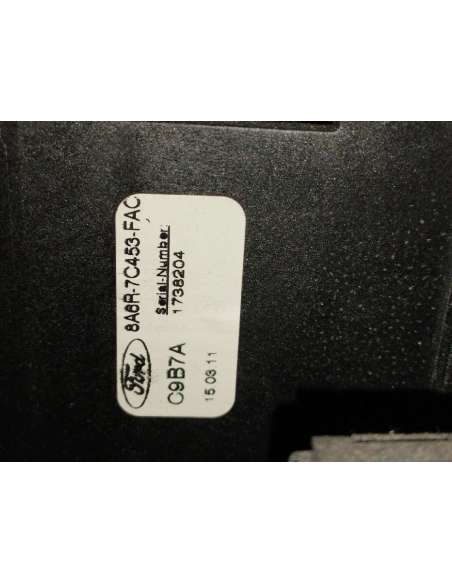 Ford 8A6R-7C453-FAC
Serial-Number
C9B7A 1738204
15 03 11